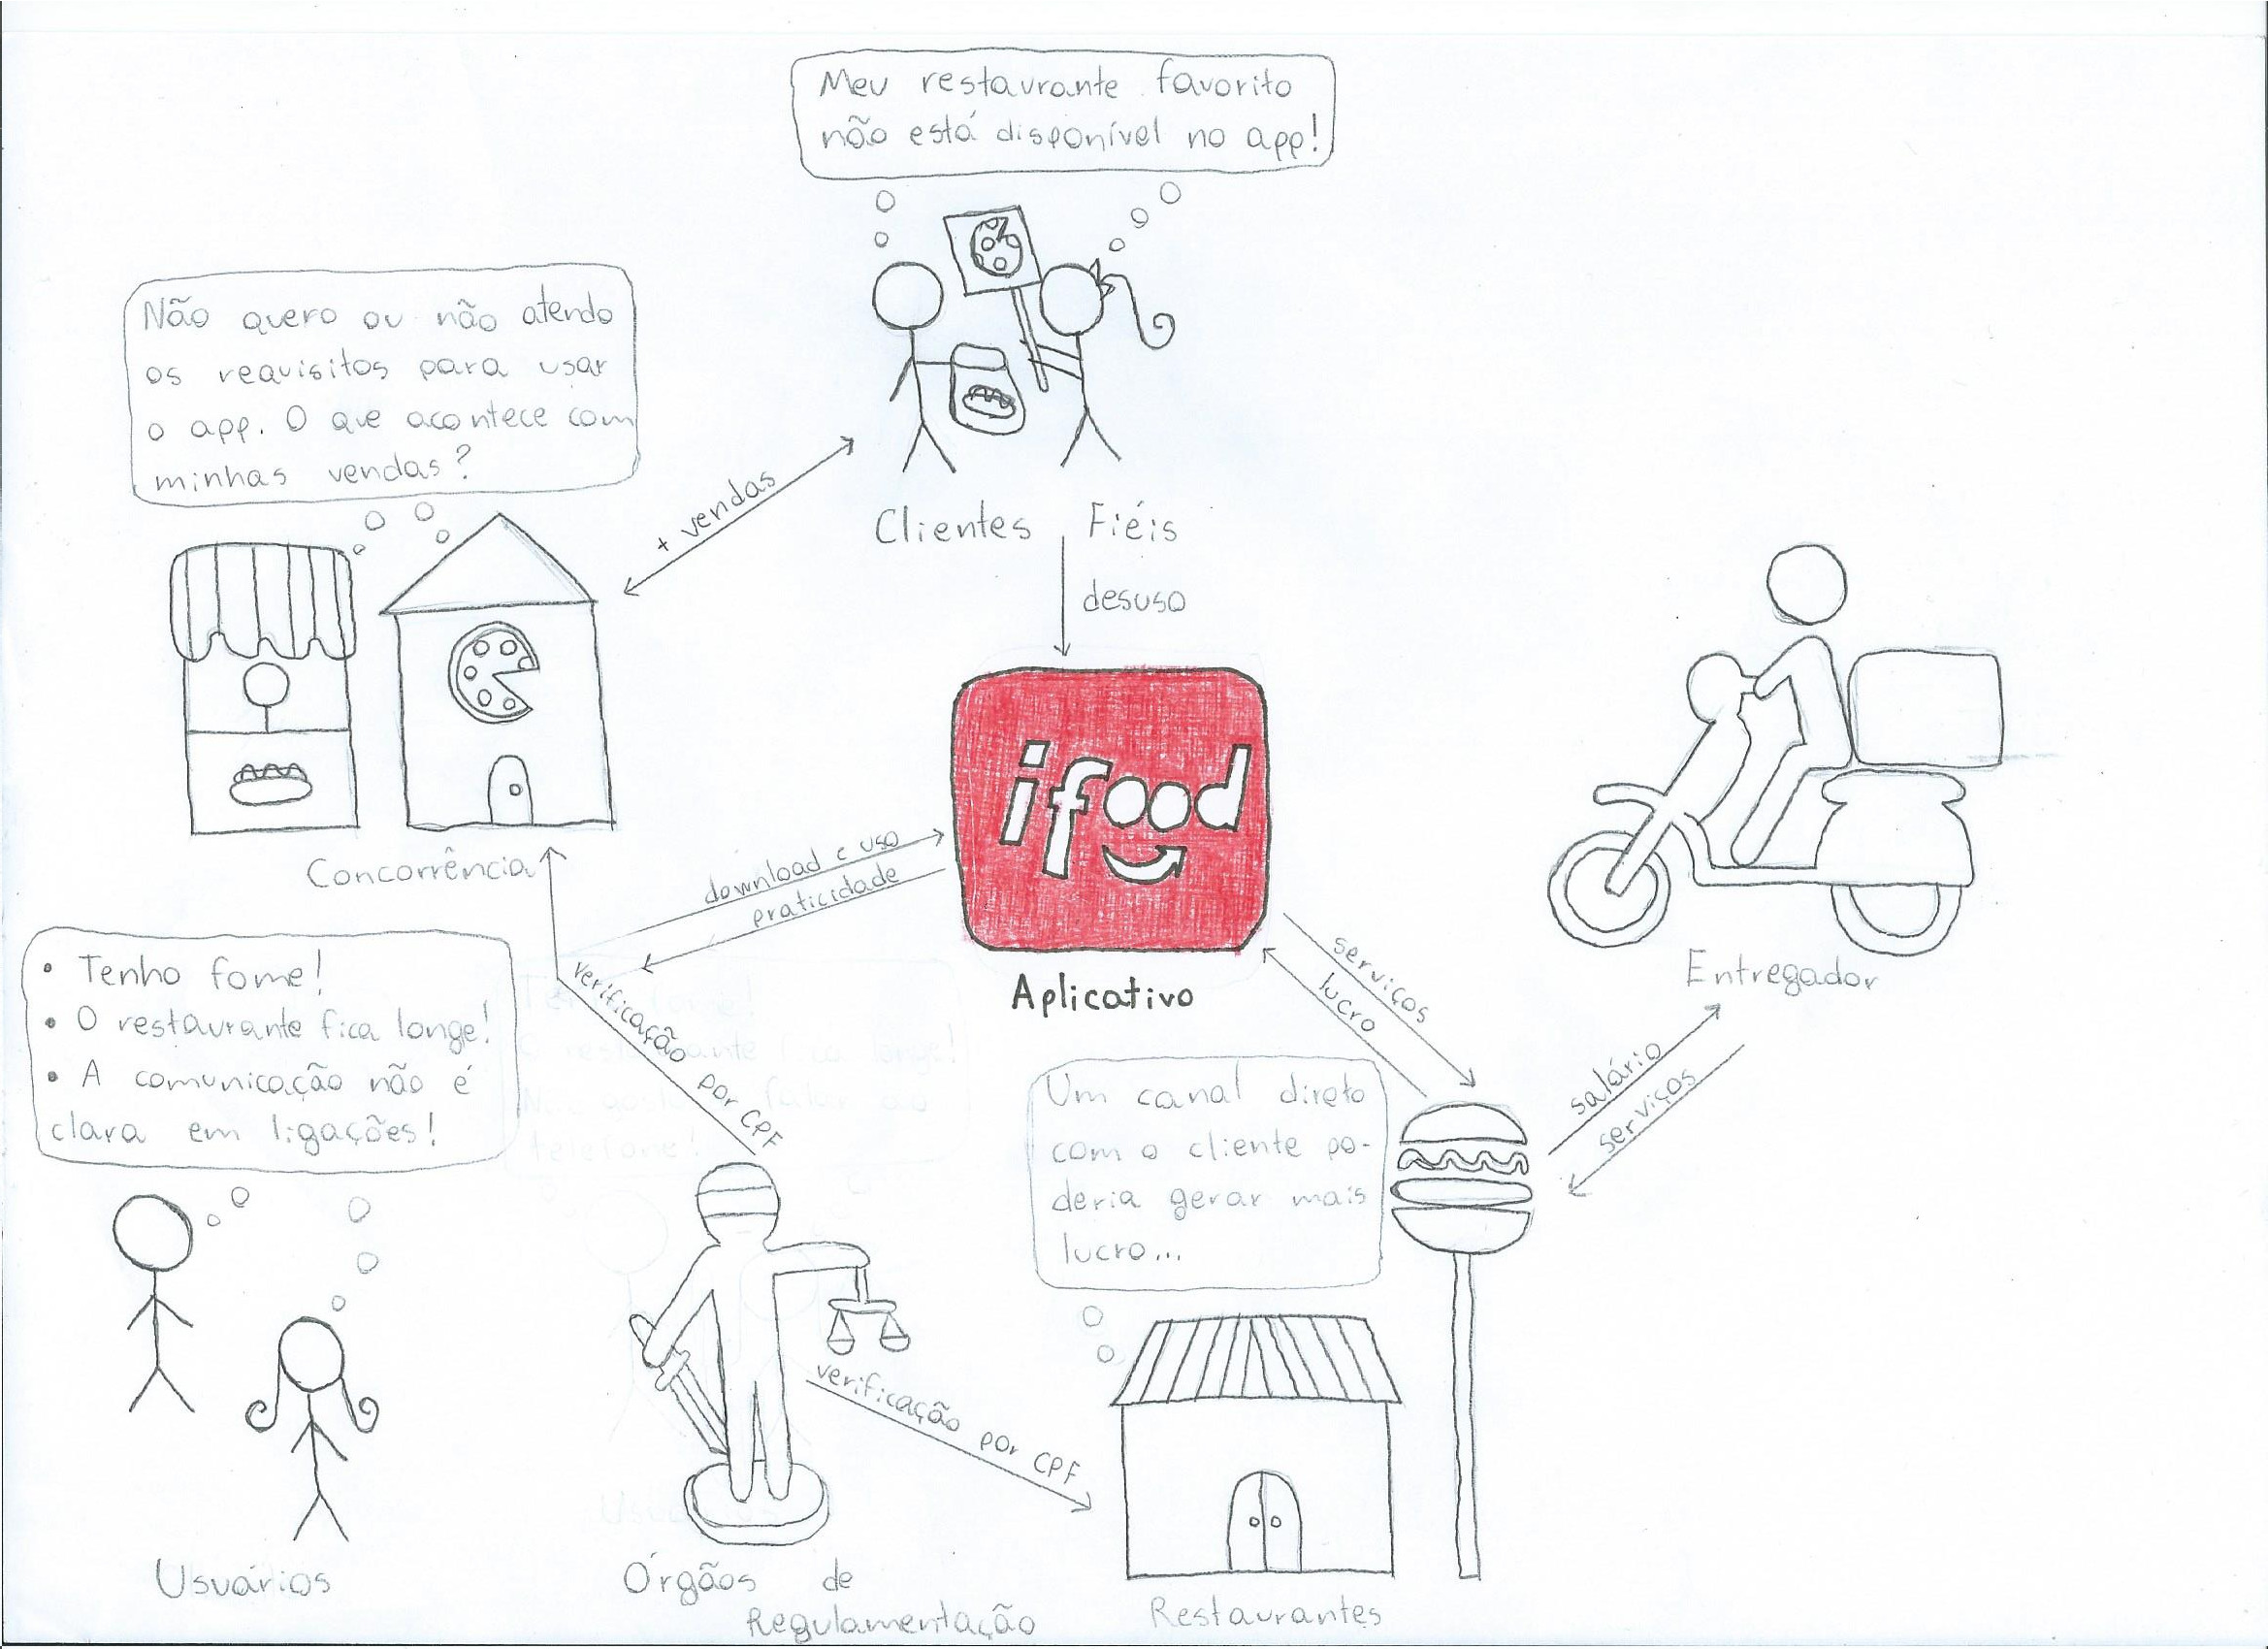 Meu restaurante favorito
não está disponível no app!
Não quero ou não atendo
os requisitos para usar
o app. O que acontece com
minhas vendas?
+ vendas
Clientes Fiéis
desuso
ifood
Aplicativo
Concorrência
download e uso
praticidade
Entregador
• Tenho fome!
• O restaurante fica longe!
• A comunicação não é
clara em ligações!
verificação por CPF
serviços
lucro
salário
serviços
Um canal direto
com o cliente po-
deria gerar mais
lucro...
verificação por CPF
Usuários
Órgãos de
Regulamentação
Restaurantes